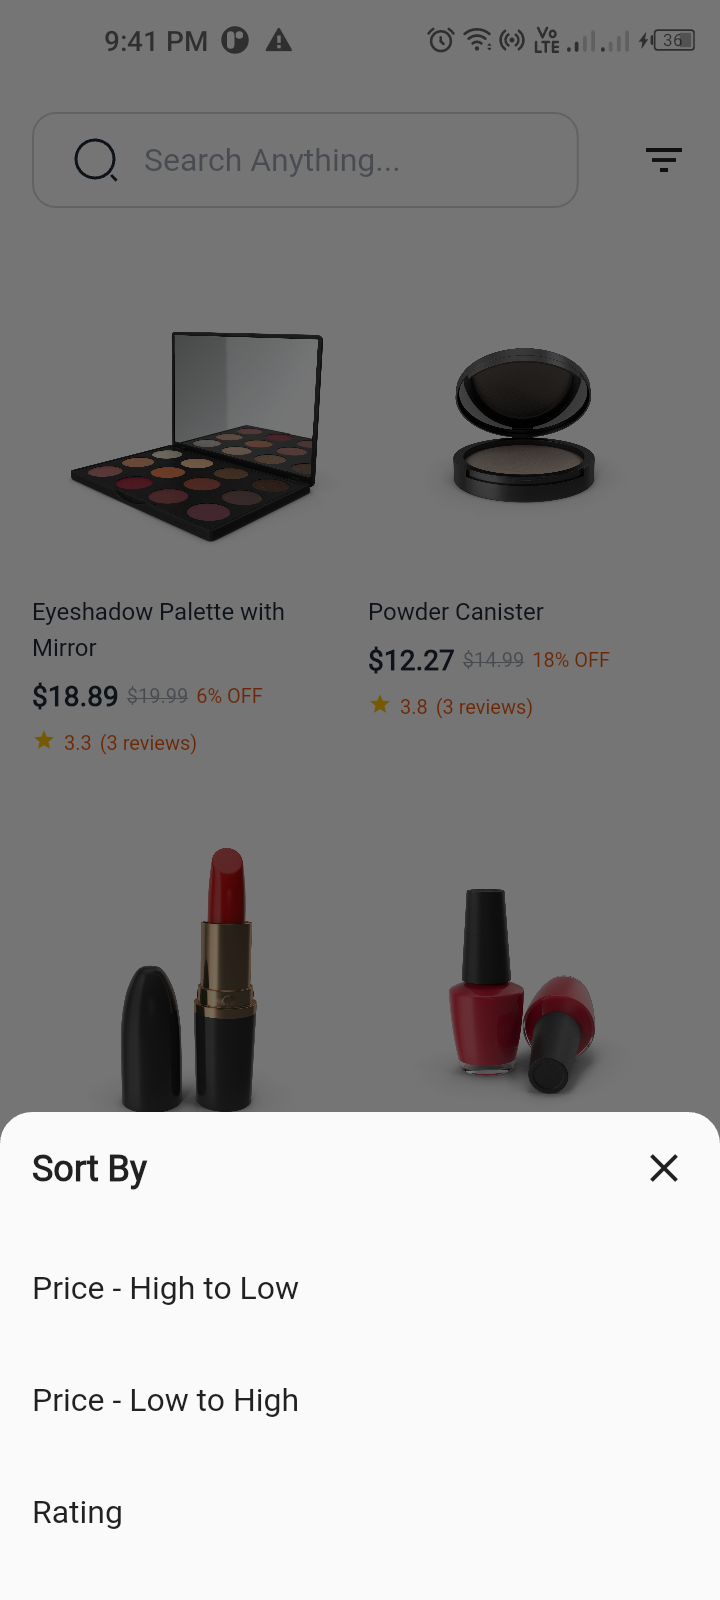 9:41 PM
Vo
LTE
36
Search Anything...
Eyeshadow Palette with
Mirror
$18.89 $19.99 6% OFF
3.3 (3 reviews)
Powder Canister
$12.27 $14.99 18% OFF
3.8 (3 reviews)
Sort By
Price - High to Low
Price - Low to High
Rating